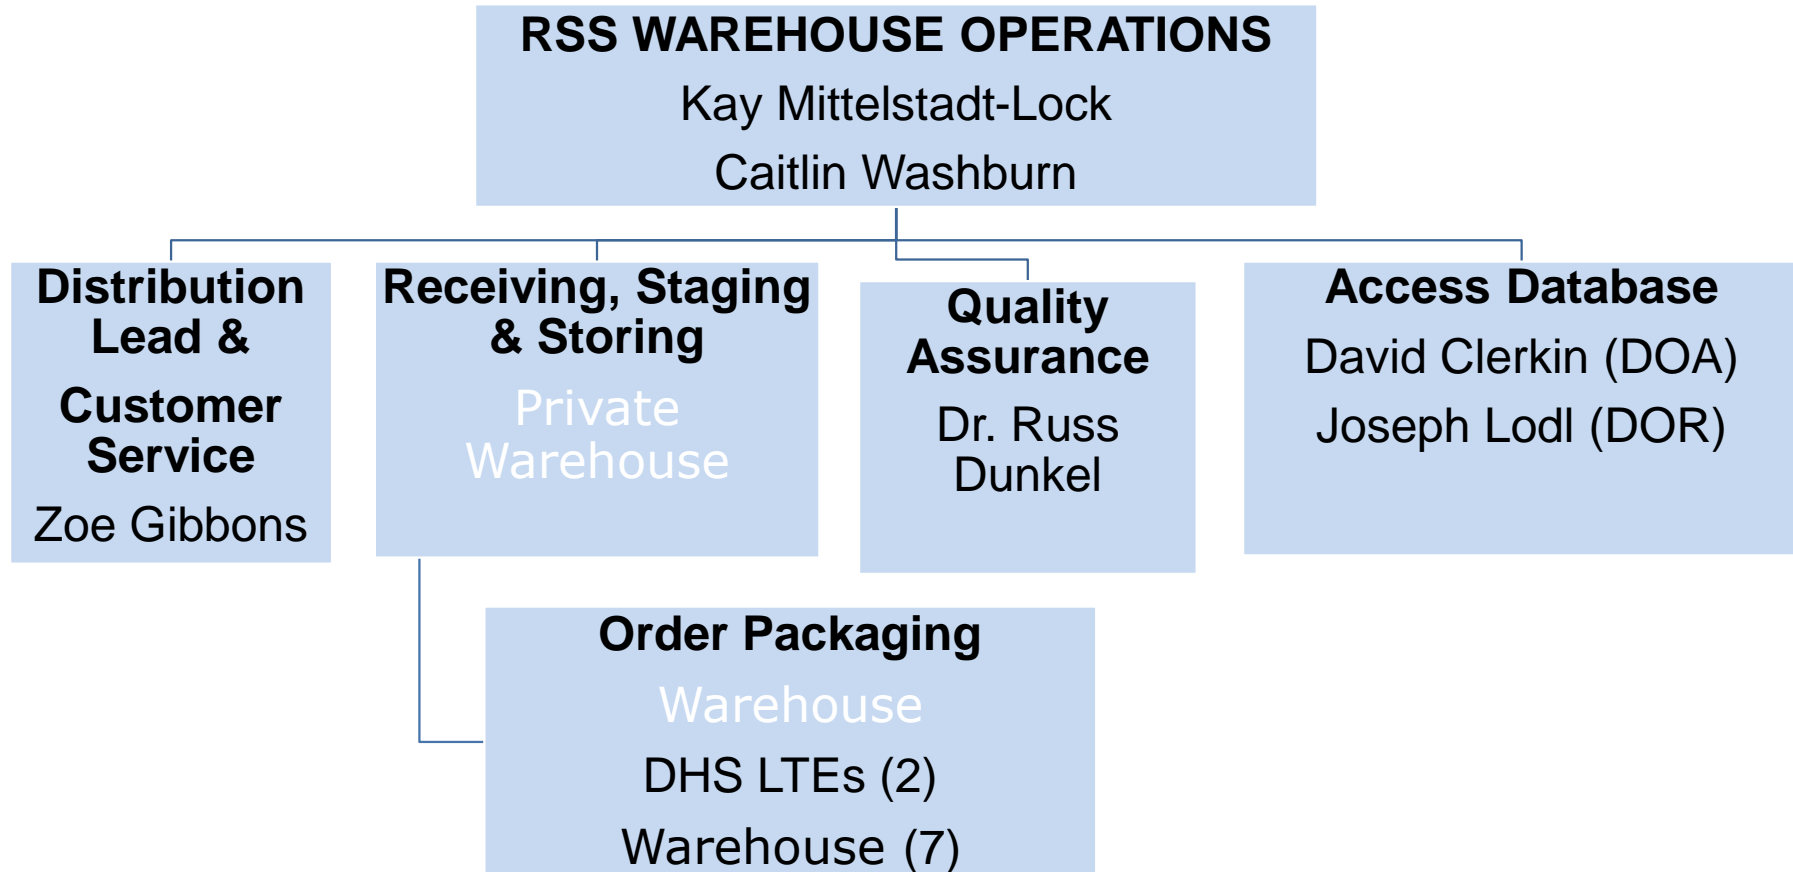 RSS WAREHOUSE OPERATIONS
Kay Mittelstadt-Lock
Caitlin Washburn
Distribution
Lead &
Customer
Service
Zoe Gibbons
Receiving, Staging
& Storing
Private
Warehouse
Quality
Assurance
Dr. Russ
Dunkel
Access Database
David Clerkin (DOA)
Joseph Lodl (DOR)
Order Packaging
Warehouse
DHS LTEs (2)
Warehouse (7)